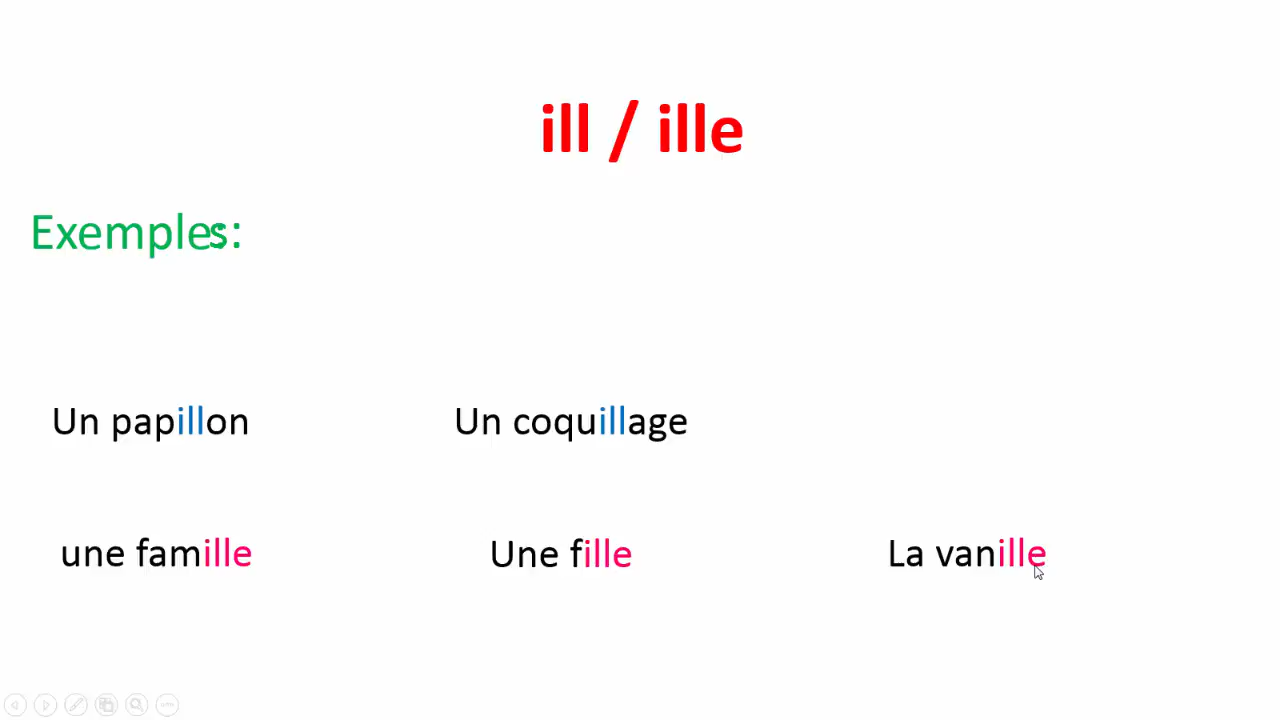 ill / ille
Exemples:
Un papillon
Un coquillage
une famille
Une fille
La vanille